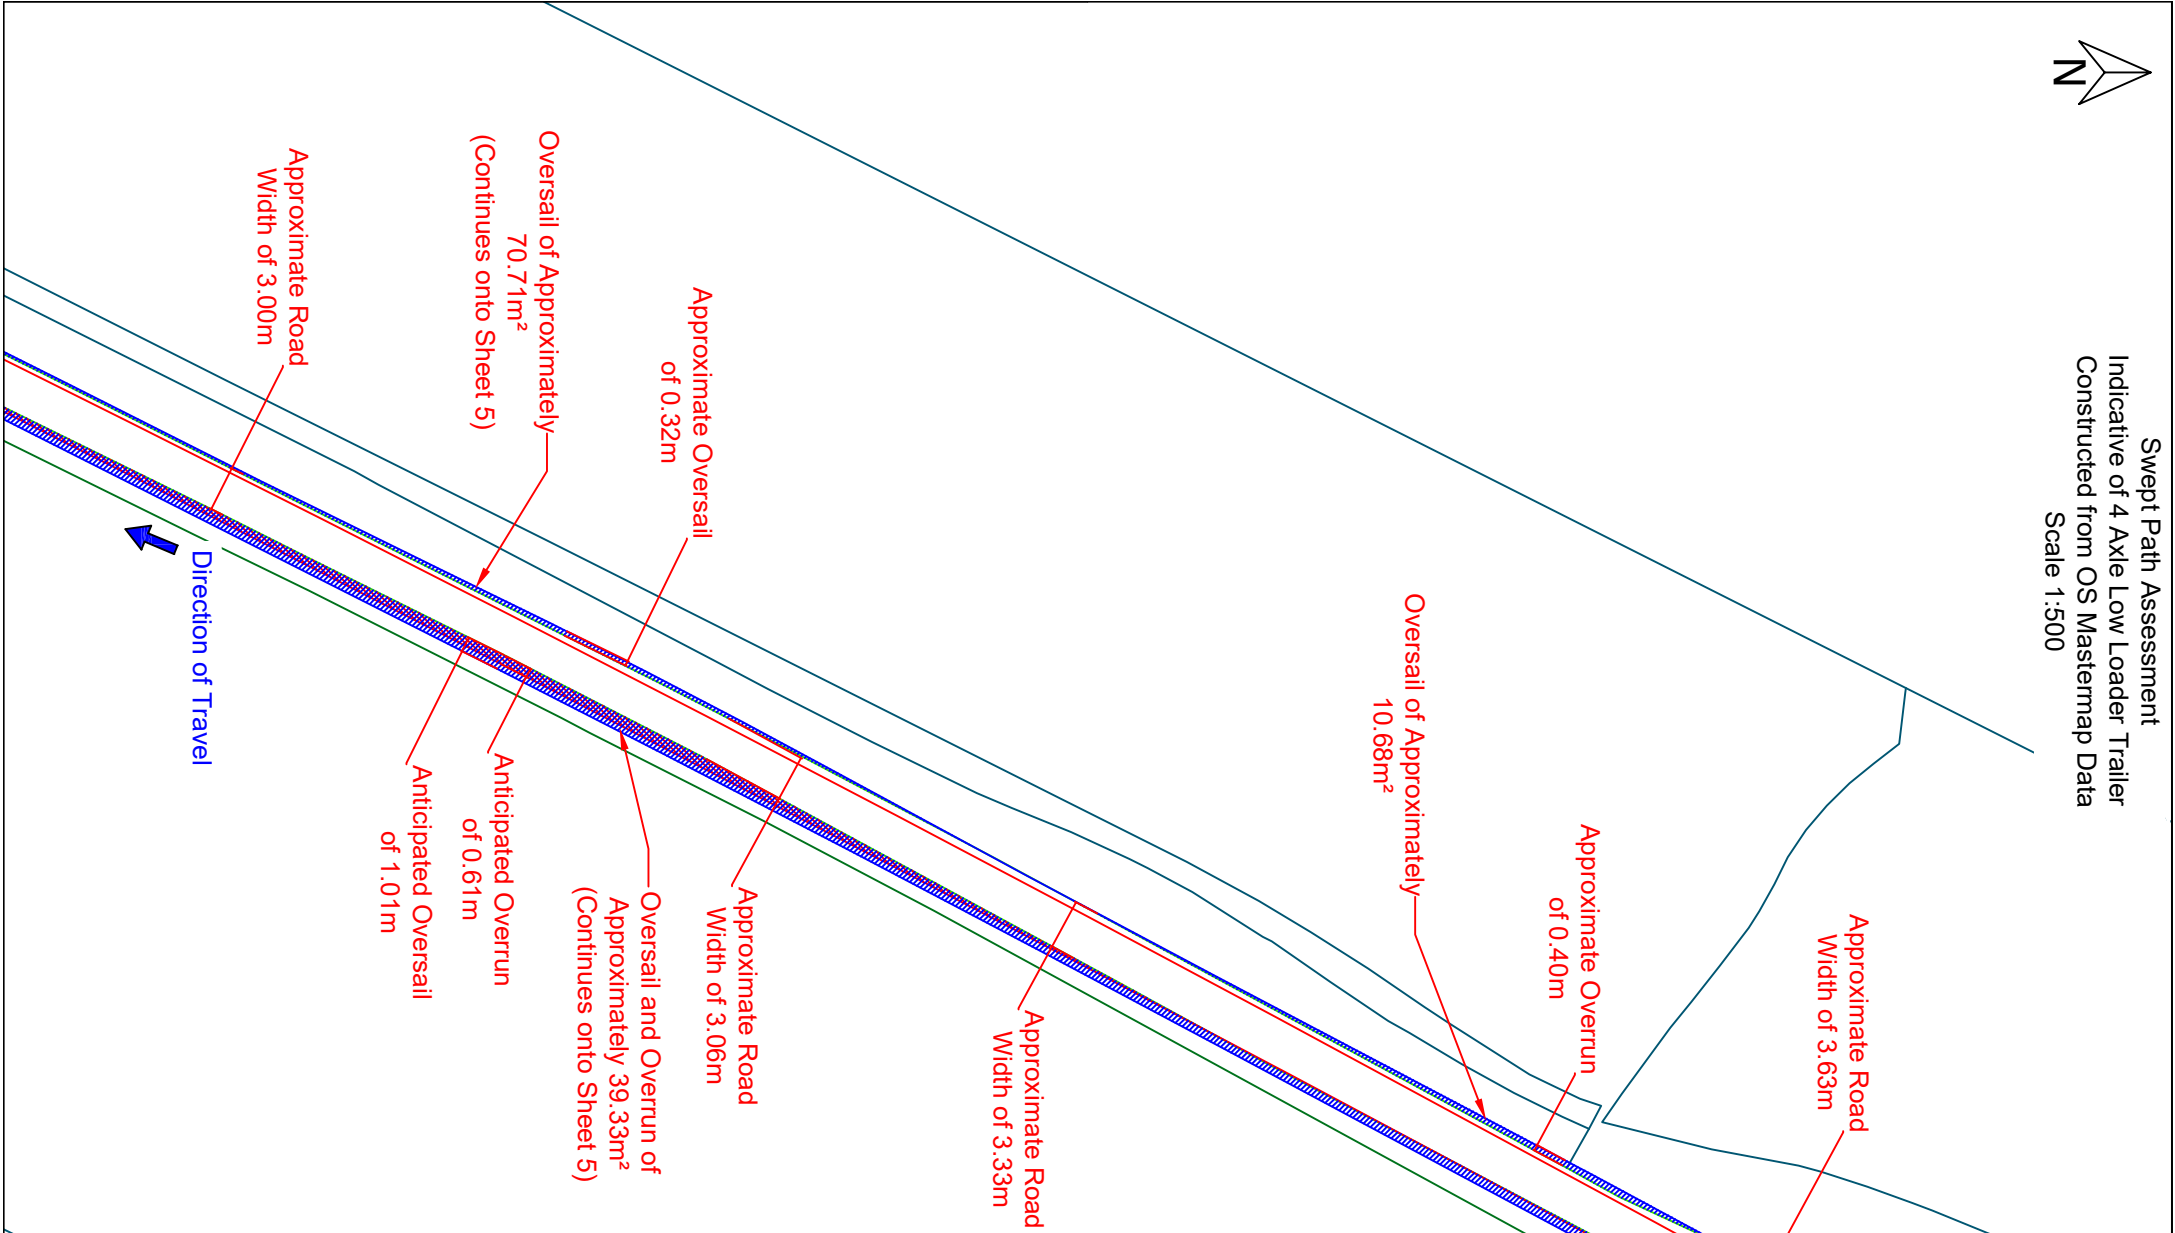 Swept Path Assessment
Indicative of 4 Axle Low Loader Trailer
Constructed from OS Mastermap Data
Scale 1:500
N
Approximate Road
Width of 3.63m
Approximate Overrun
of 0.40m
Oversail of Approximately
10.68m²
Approximate Road
Width of 3.33m
Approximate Road
Width of 3.06m
Approximate Oversail
of 0.32m
Oversail and Overrun of
Approximately 39.33m²
(Continues onto Sheet 5)
Oversail of Approximately
70.71m²
(Continues onto Sheet 5)
Anticipated Overrun
of 0.61m
Anticipated Oversail
of 1.01m
Approximate Road
Width of 3.00m
Direction of Travel